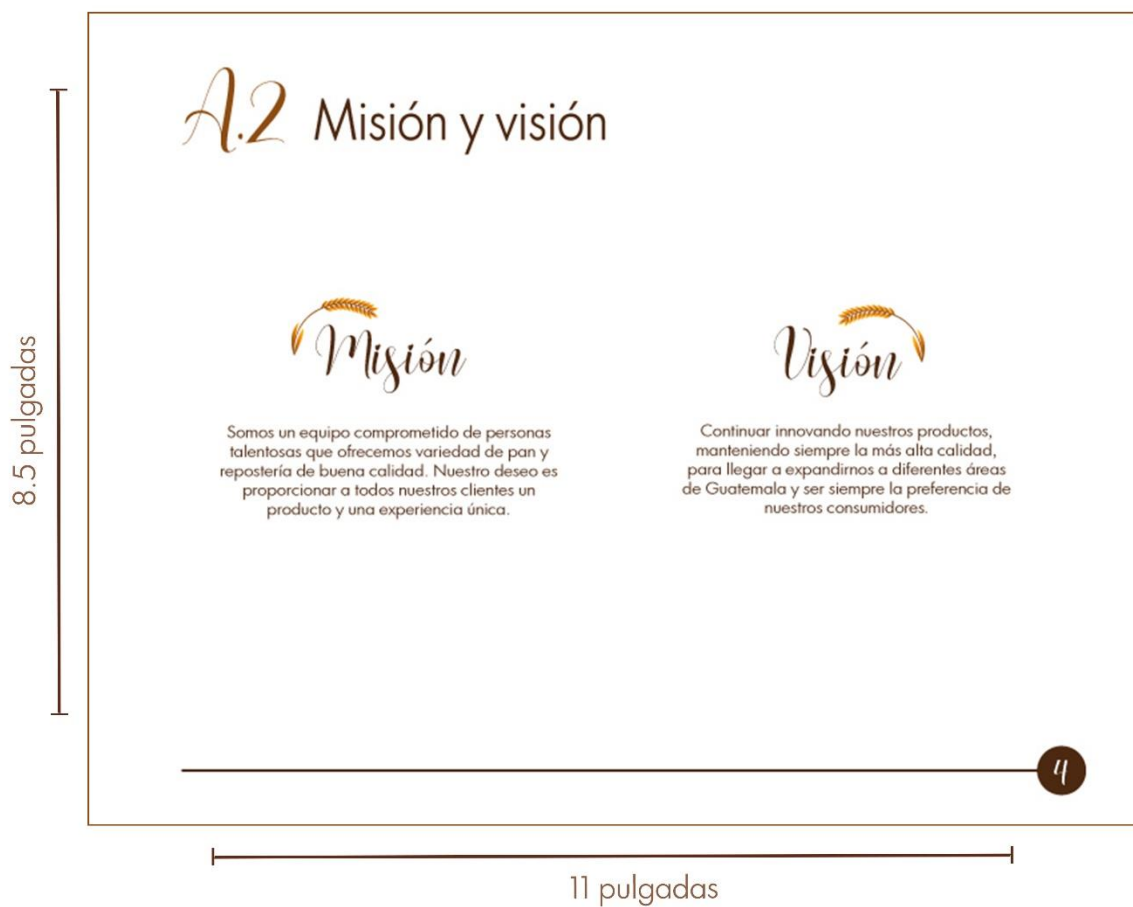 A.2 Misión y visión
8.5 pulgadas
Misión
Somos un equipo comprometido de personas
talentosas que ofrecemos variedad de pan y
repostería de buena calidad. Nuestro deseo es
proporcionar a todos nuestros clientes un
producto y una experiencia única.
Visión
Continuar innovando nuestros productos,
manteniendo siempre la más alta calidad,
para llegar a expandirnos a diferentes áreas
de Guatemala y ser siempre la preferencia de
nuestros consumidores.
4
11 pulgadas